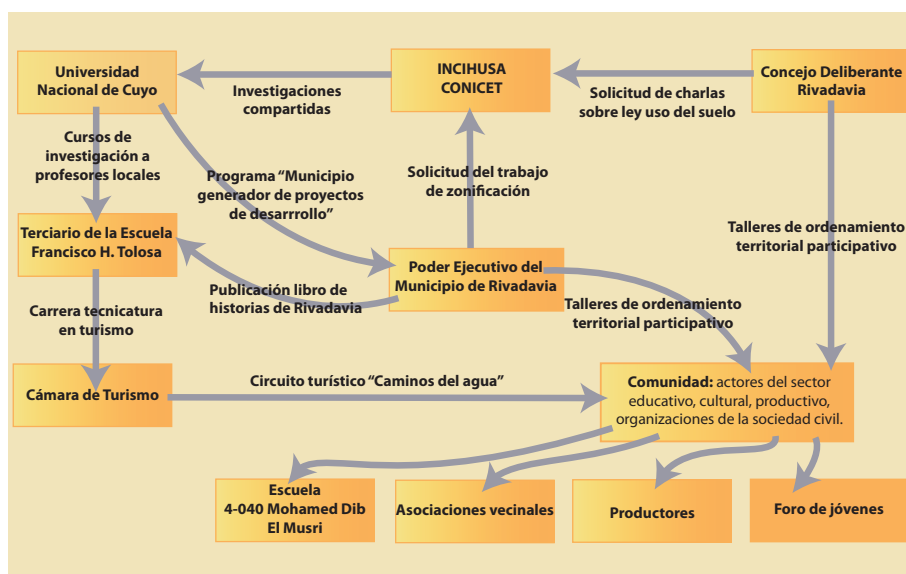 Universidad
Nacional de Cuyo
INCIHUSA
CONICET
Concejo Deliberante
Rivadavia
Investigaciones
compartidas
Solicitud de charlas
sobre ley uso del suelo
Cursos de
investigación a
profesores locales
Programa “Municipio
generador de proyectos
de desarrrollo”
Solicitud del trabajo
de zonificación
Talleres de ordenamiento
territorial participativo
Terciario de la Escuela
Francisco H. Tolosa
Poder Ejecutivo del
Municipio de Rivadavia
Publicación libro de
historias de Rivadavia
Talleres de ordenamiento
territorial participativo
Carrera tecnicatura
en turismo
Cámara de Turismo
Circuito turístico “Caminos del agua”
Comunidad: actores del sector
educativo, cultural, productivo,
organizaciones de la sociedad civil.
Escuela
4-040 Mohamed Dib
El Musri
Asociaciones vecinales
Productores
Foro de jóvenes